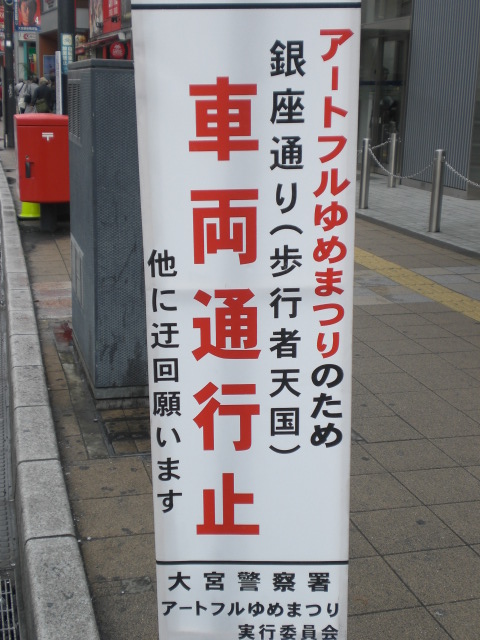 アートフルゆめまつりのため
銀座通り(歩行者天国)
車両通行止
他に迂回願います
大宮警察署
アートフルゆめまつり
実行委員会